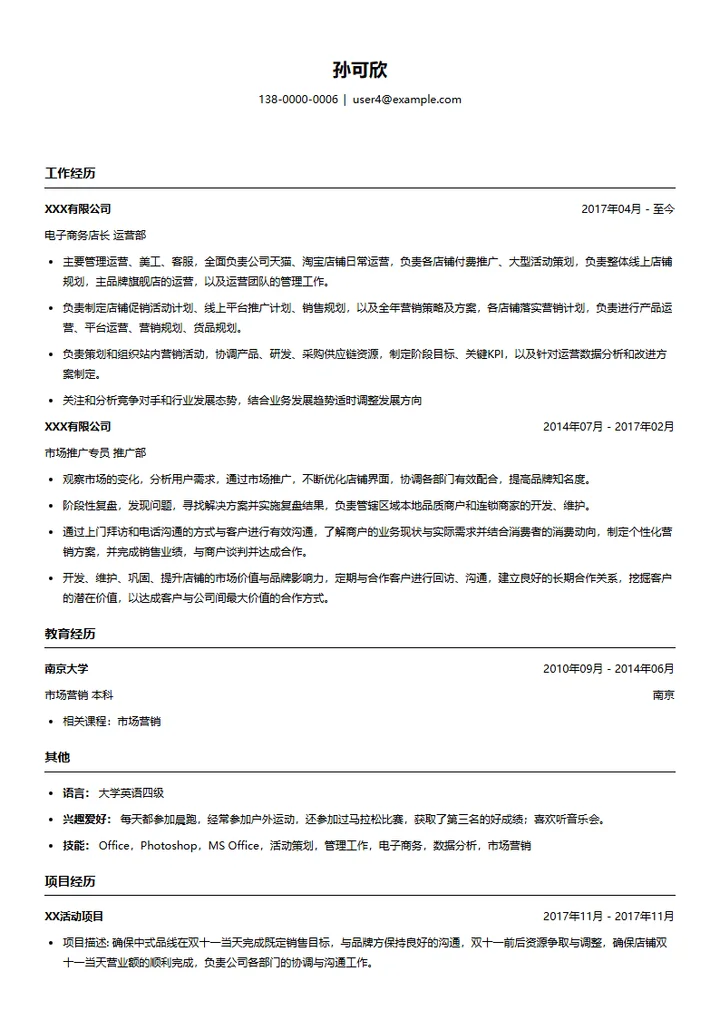 孙可欣
138-0000-0006 | user4@example.com
工作经历
XXX有限公司 2017年04月 - 至今
电子商务店长 运营部
• 主要管理运营、美工、客服，全面负责公司天猫、淘宝店铺日常运营，负责各店铺付费推广、大型活动策划，负责整体线上店铺
规划，主品牌旗舰店的运营，以及运营团队的管理工作。
• 负责制定店铺促销活动计划、线上平台推广计划、销售规划，以及全年营销策略及方案，各店铺落实营销计划，负责进行产品运
营、平台运营、营销规划、货品规划。
• 负责策划和组织站内营销活动，协调产品、研发、采购供应链资源，制定阶段目标、关键KPI，以及针对运营数据分析和改进方
案制定。
• 关注和分析竞争对手和行业发展态势，结合业务发展趋势适时调整发展方向
XXX有限公司 2014年07月 - 2017年02月
市场推广专员 推广部
• 观察市场的变化，分析用户需求，通过市场推广，不断优化店铺界面，协调各部门有效配合，提高品牌知名度。
• 阶段性复盘，发现问题，寻找解决方案并实施复盘结果，负责管辖区域本地品质商户和连锁商家的开发、维护。
• 通过上门拜访和电话沟通的方式与客户进行有效沟通，了解商户的业务现状与实际需求并结合消费者的消费动向，制定个性化营
销方案，并完成销售业绩，与商户谈判并达成合作。
• 开发、维护、巩固、提升店铺的市场价值与品牌影响力，定期与合作客户进行回访、沟通，建立良好的长期合作关系，挖掘客户
的潜在价值，以达成客户与公司间最大价值的合作方式。
教育经历
南京大学 2010年09月 - 2014年06月
市场营销 本科 南京
• 相关课程：市场营销
其他
• 语言： 大学英语四级
• 兴趣爱好： 每天都参加晨跑，经常参加户外运动，还参加过马拉松比赛，获取了第三名的好成绩；喜欢听音乐会。
• 技能： Office，Photoshop，MS Office，活动策划，管理工作，电子商务，数据分析，市场营销
项目经历
XX活动项目 2017年11月 - 2017年11月
• 项目描述: 确保中式品线在双十一当天完成既定销售目标，与品牌方保持良好的沟通，双十一前后资源争取与调整，确保店铺双
十一当天营业额的顺利完成，负责公司各部门的协调与沟通工作。